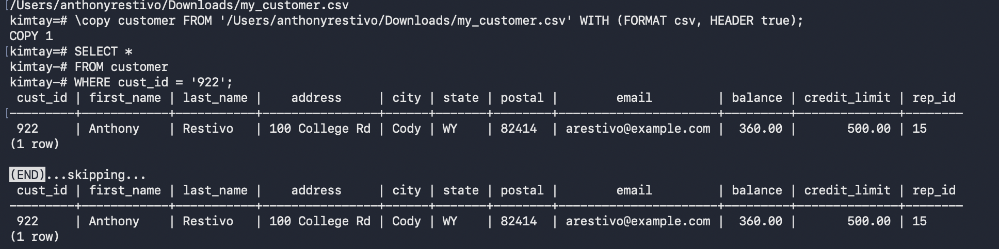 [/Users/anthonyrestivo/Downloads/my_customer.csv
kimtay=# \copy customer FROM '/Users/anthonyrestivo/Downloads/my_customer.csv' WITH (FORMAT csv, HEADER true);
COPY 1
[kimtay=# SELECT *
kimtay-# FROM customer
kimtay-# WHERE cust_id = '922';
 cust_id | first_name | last_name |    address     | city | state | postal |        email         | balance | credit_limit | rep_id
[---------+------------+-----------+----------------+------+-------+--------+----------------------+---------+--------------+--------
 922     | Anthony    | Restivo   | 100 College Rd | Cody | WY    | 82414  | arestivo@example.com |  360.00 |       500.00 | 15
(1 row)

(END)...skipping...
 cust_id | first_name | last_name |    address     | city | state | postal |        email         | balance | credit_limit | rep_id
---------+------------+-----------+----------------+------+-------+--------+----------------------+---------+--------------+--------
 922     | Anthony    | Restivo   | 100 College Rd | Cody | WY    | 82414  | arestivo@example.com |  360.00 |       500.00 | 15
(1 row)